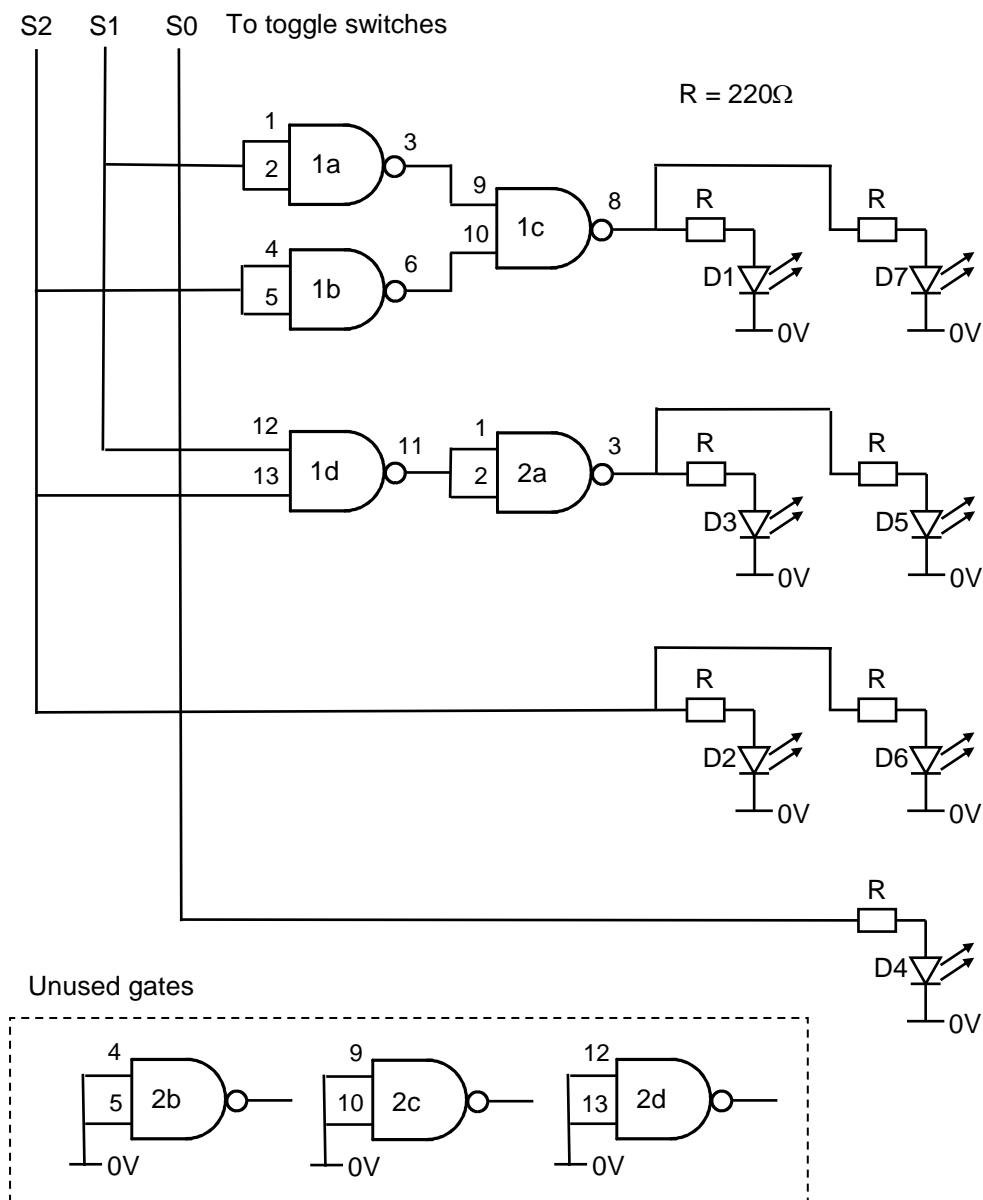 S2 S1 S0 To toggle switches
R = 220Ω
1
2
1a
3
9
10
1c
8
R
R
4
5
1b
6
D1
D7
0V
0V
12
13
1d
11
1
2
2a
3
R
R
D3
D5
0V
0V
R
R
D2
D6
0V
0V
R
D4
0V
Unused gates
4
5
2b
0V
9
10
2c
0V
12
13
2d
0V